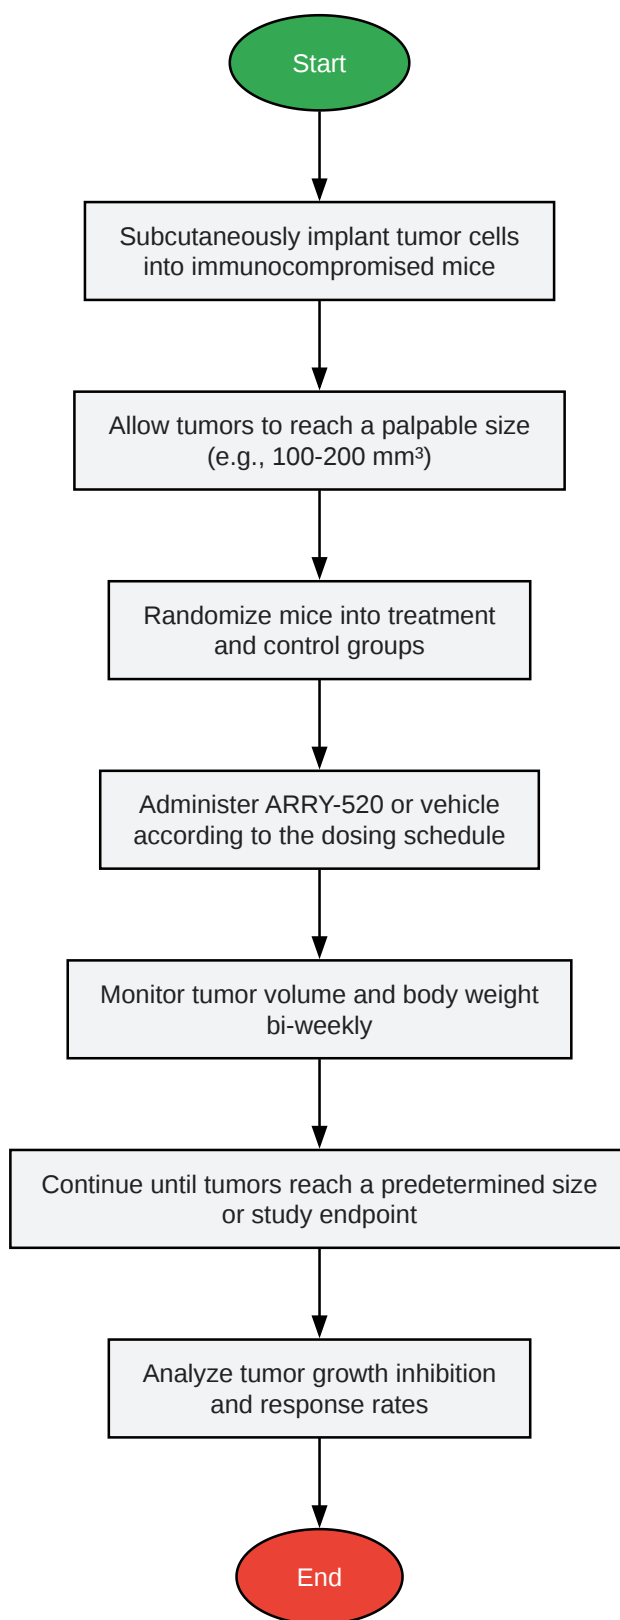 Start
Subcutaneously implant tumor cells
into immunocompromised mice
Allow tumors to reach a palpable size
(e.g., 100-200 mm³)
Randomize mice into treatment
and control groups
Administer ARRY-520 or vehicle
according to the dosing schedule
Monitor tumor volume and body weight
bi-weekly
Continue until tumors reach a predetermined size
or study endpoint
Analyze tumor growth inhibition
and response rates
End